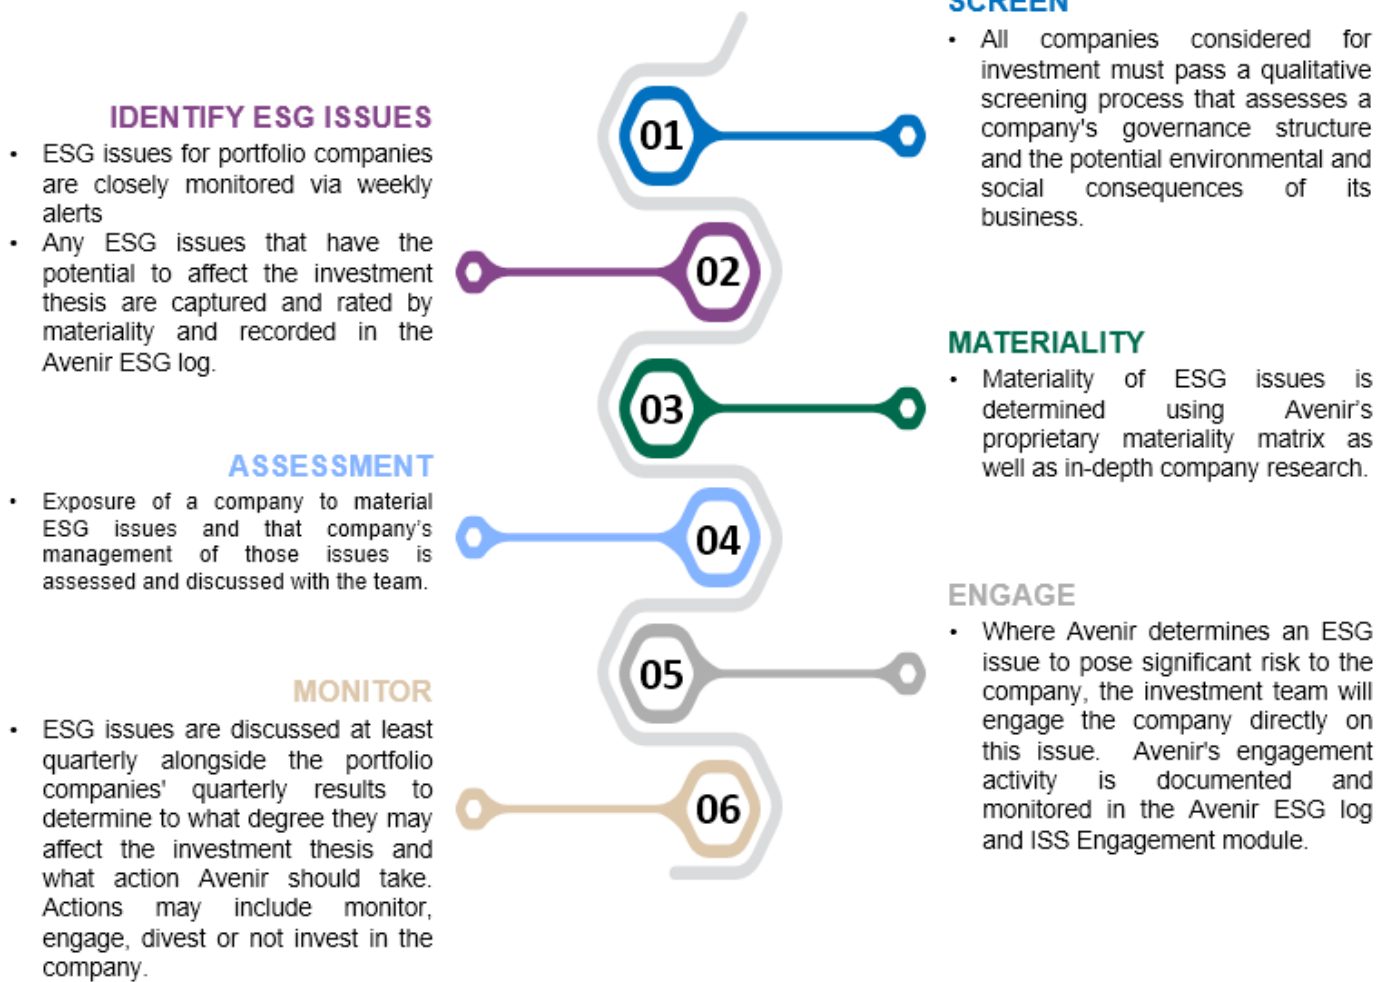 SCREEN
• All companies considered for
investment must pass a qualitative
screening process that assesses a
company's governance structure
and the potential environmental and
social consequences of its
business.
01
IDENTIFY ESG ISSUES
• ESG issues for portfolio companies
are closely monitored via weekly
alerts
• Any ESG issues that have the
potential to affect the investment
thesis are captured and rated by
materiality and recorded in the
Avenir ESG log.
02
MATERIALITY
• Materiality of ESG issues is
determined using Avenir’s
proprietary materiality matrix as
well as in-depth company research.
03
ASSESSMENT
• Exposure of a company to material
ESG issues and that company’s
management of those issues is
assessed and discussed with the team.
04
ENGAGE
• Where Avenir determines an ESG
issue to pose significant risk to the
company, the investment team will
engage the company directly on
this issue. Avenir's engagement
activity is documented and
monitored in the Avenir ESG log
and ISS Engagement module.
05
MONITOR
• ESG issues are discussed at least
quarterly alongside the portfolio
companies' quarterly results to
determine to what degree they may
affect the investment thesis and
what action Avenir should take.
Actions may include monitor,
engage, divest or not invest in the
company.
06